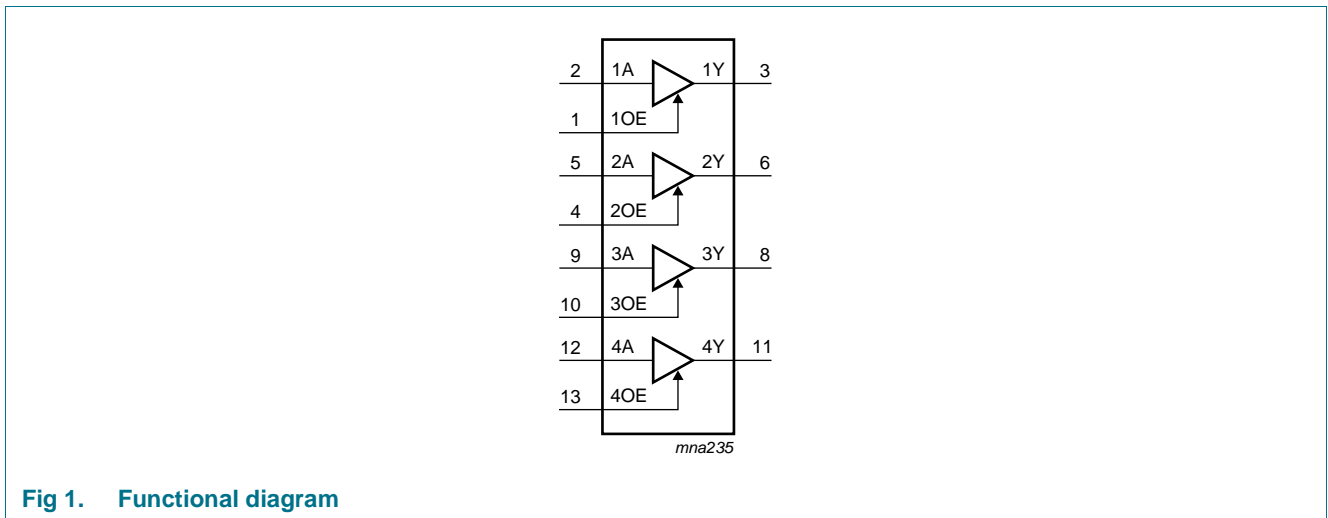 2 1A 1Y 3
1 1OE
5 2A 2Y 6
4 2OE
9 3A 3Y 8
10 3OE
12 4A 4Y 11
13 4OE
mna235
Fig 1. Functional diagram